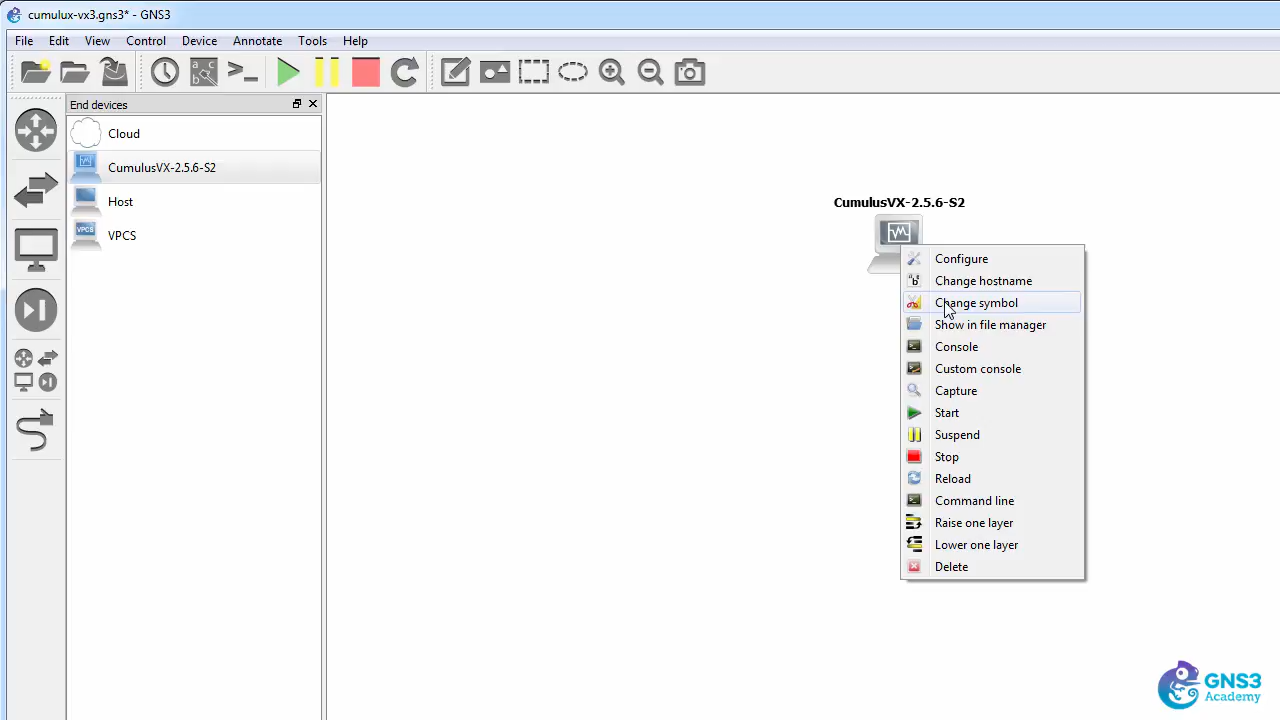 cumulux-vx3.gns3* - GNS3
File Edit View Control Device Annotate Tools Help
End devices
Cloud
CumulusVX-2.5.6-S2
Host
VPCS
VPCS
CumulusVX-2.5.6-S2
Configure
Change hostname
Change symbol
Show in file manager
Console
Custom console
Capture
Start
Suspend
Stop
Reload
Command line
Raise one layer
Lower one layer
Delete
GNS3
Academy